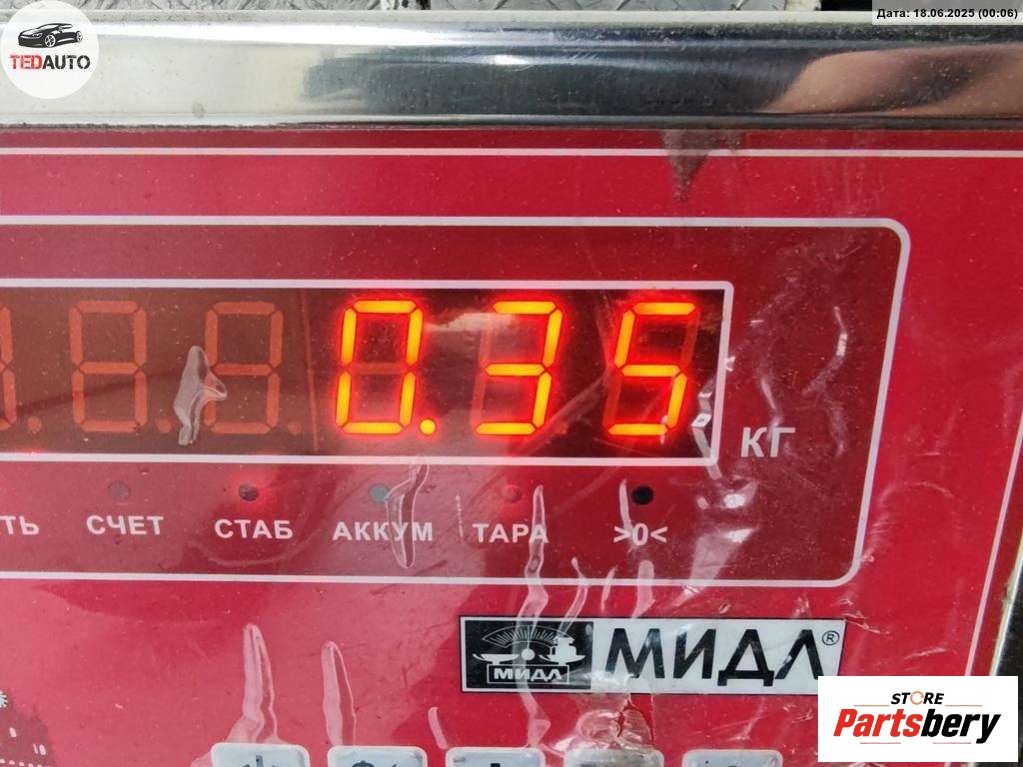 Дата: 18.06.2025 (00:06)
TEDAUTO
0.35
КГ
ТЬ СЧЕТ СТАБ АККУМ ТАРА >0<
МИДЛ МИДЛ®
STORE
Partsbery